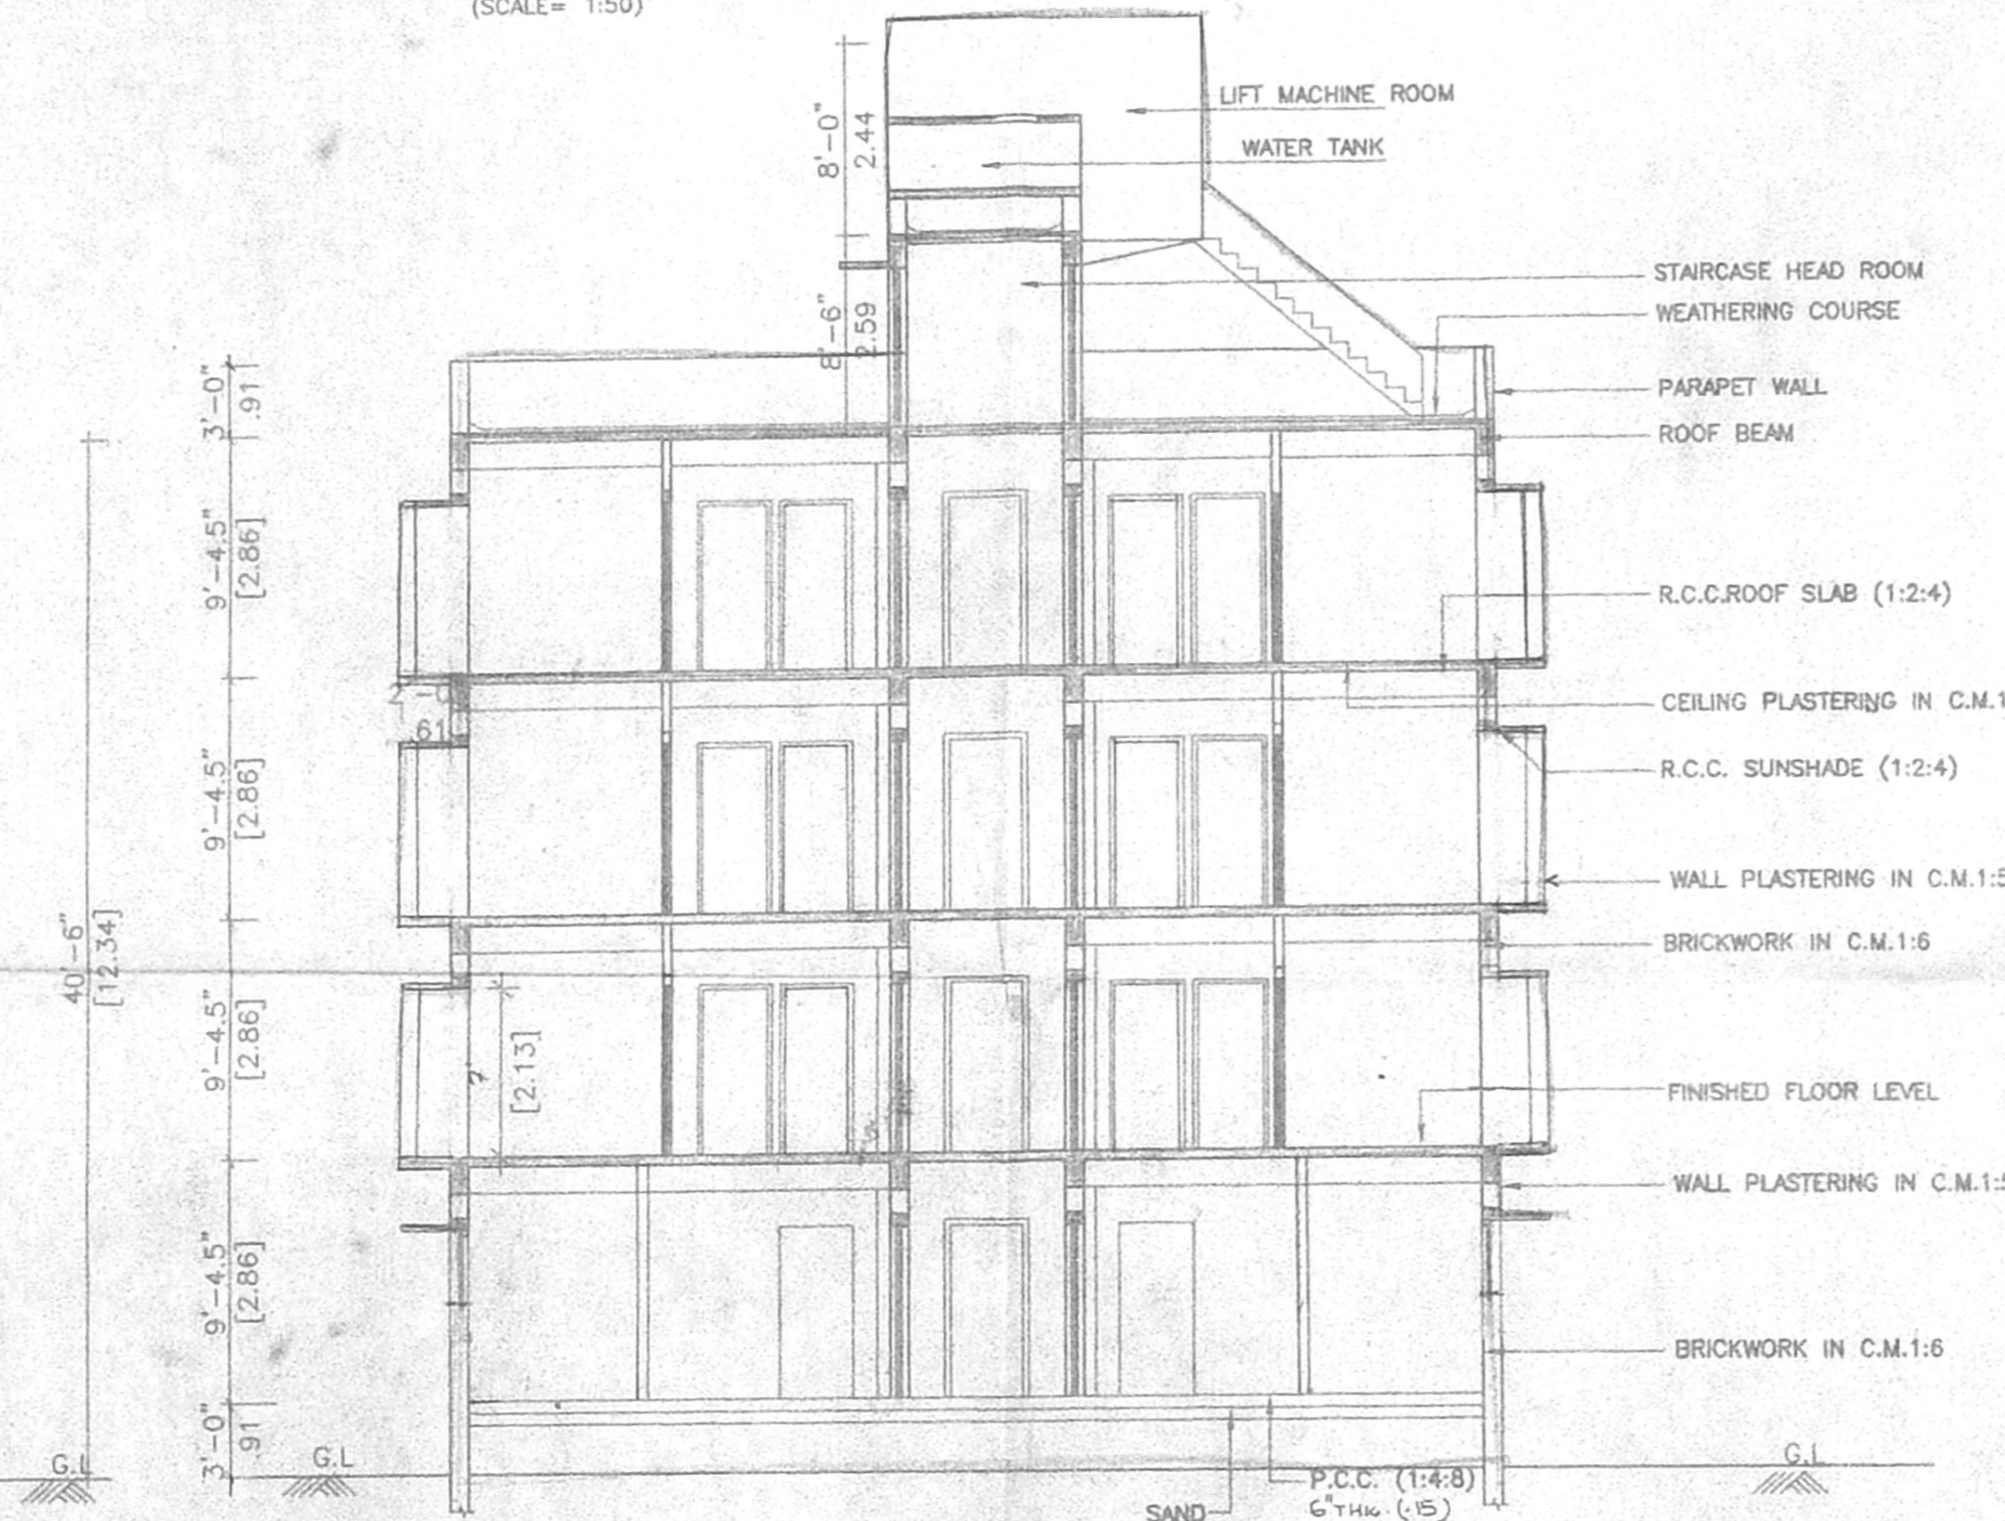 (SCALE= 1:50)
LIFT MACHINE ROOM
WATER TANK
8'-0"
2.44
STAIRCASE HEAD ROOM
WEATHERING COURSE
8'-6"
2.59
PARAPET WALL
ROOF BEAM
3'-0"
.91
9'-4.5"
[2.86]
R.C.C.ROOF SLAB (1:2:4)
CEILING PLASTERING IN C.M.1
.61
R.C.C. SUNSHADE (1:2:4)
9'-4.5"
[2.86]
WALL PLASTERING IN C.M.1:5
BRICKWORK IN C.M.1:6
40'-6"
[12.34]
9'-4.5"
[2.86]
7'
[2.13]
FINISHED FLOOR LEVEL
WALL PLASTERING IN C.M.1:5
9'-4.5"
[2.86]
BRICKWORK IN C.M.1:6
3'-0"
.91
G.L
G.L
G.L
P.C.C. (1:4:8)
6"THK. (.15)
SAND